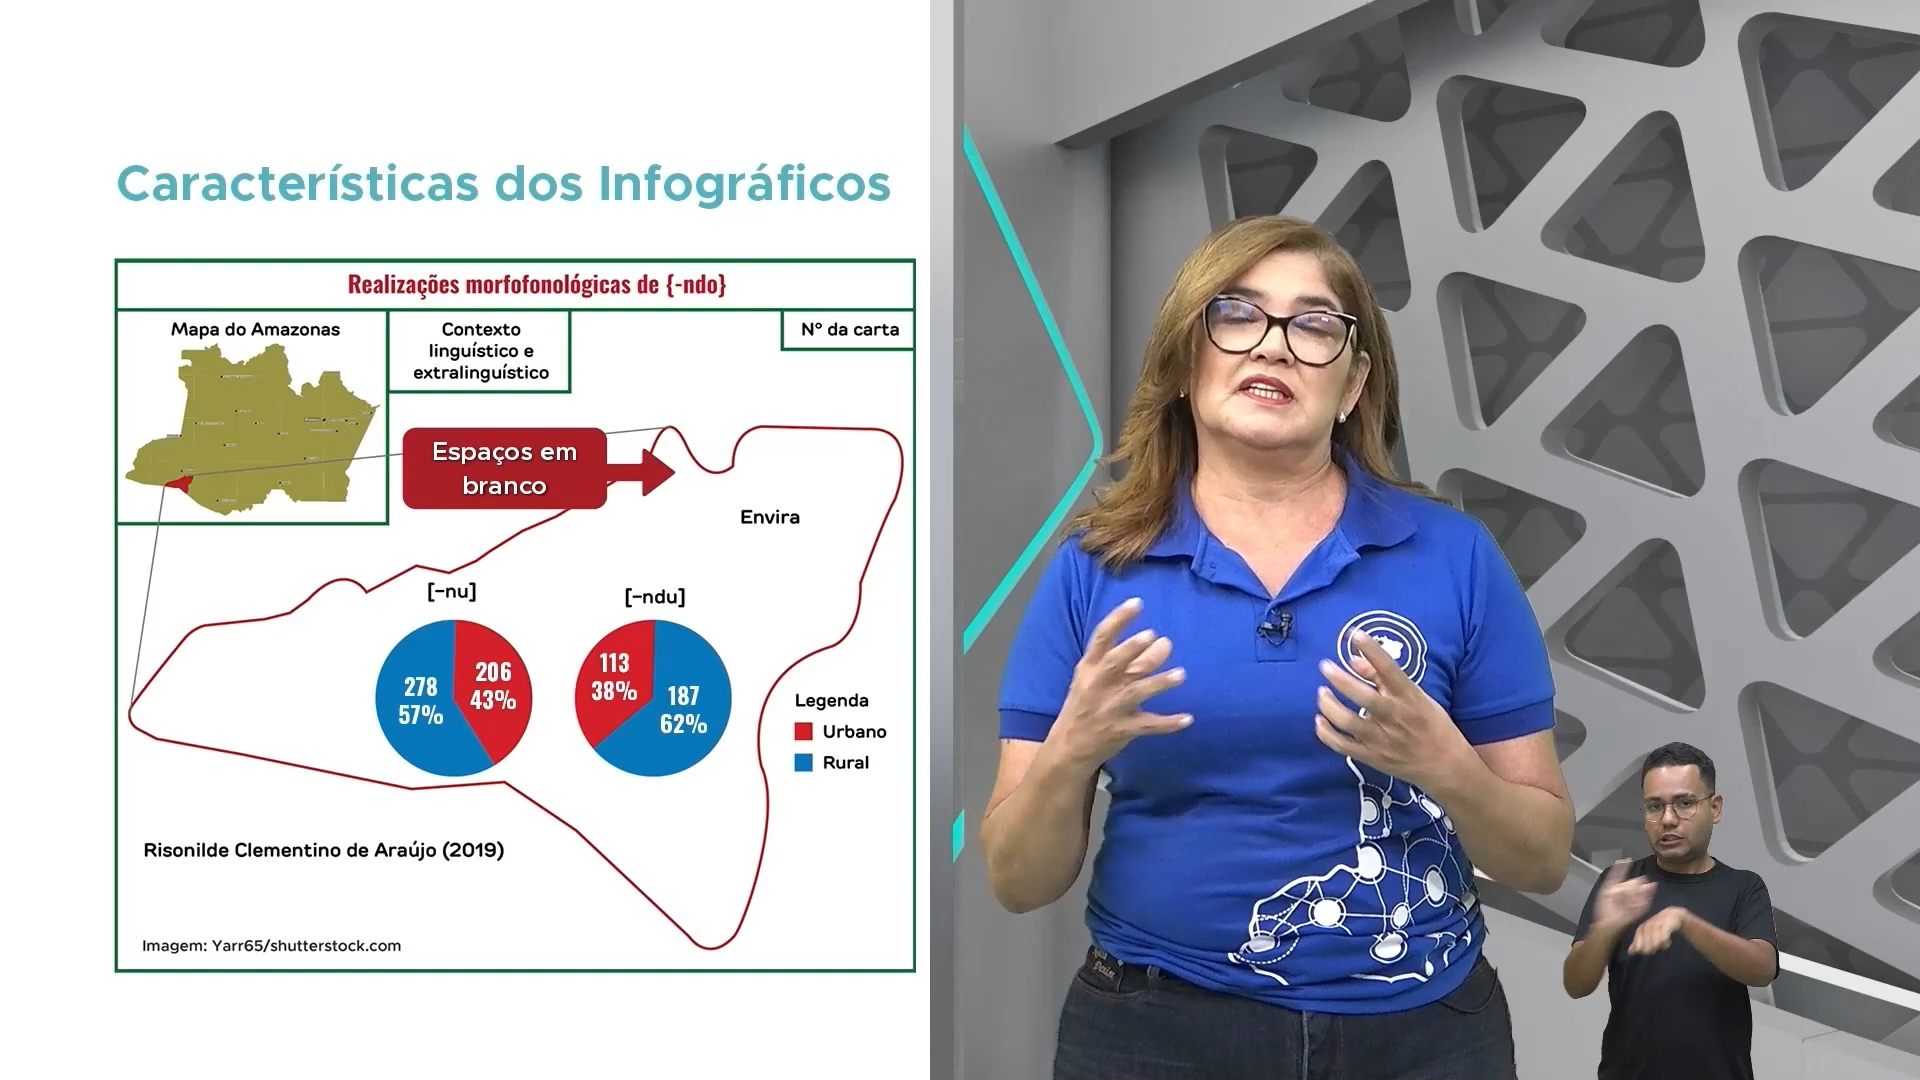 Características dos Infográficos
Realizações morfofonológicas de {-ndo}
Mapa do Amazonas
Contexto
linguístico e
extralinguístico
N° da carta
Espaços em
branco
Envira
[-nu]
[-ndu]
278
57%
206
43%
113
38%
187
62%
Legenda
Urbano
Rural
Risonilde Clementino de Araújo (2019)
Imagem: Yarr65/shutterstock.com